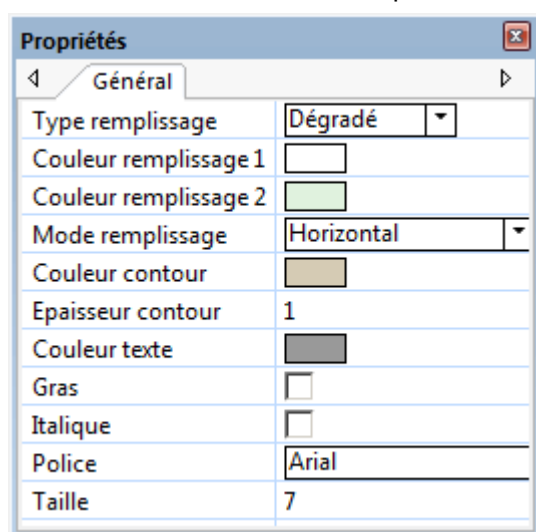 Propriétés
Général
Type remplissage Dégradé
Couleur remplissage 1
Couleur remplissage 2
Mode remplissage Horizontal
Couleur contour
Epaisseur contour 1
Couleur texte
Gras
Italique
Police Arial
Taille 7